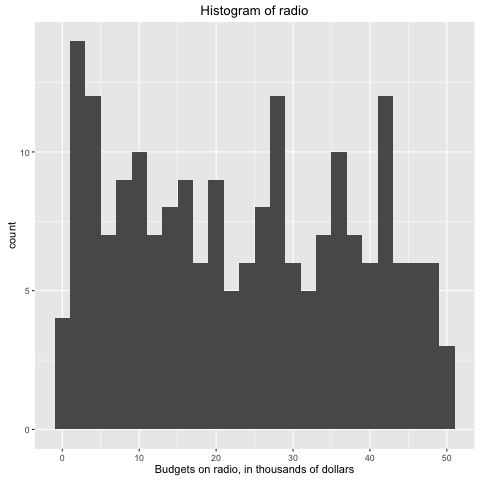 Histogram of radio
count
10
5
0
0 10 20 30 40 50
Budgets on radio, in thousands of dollars